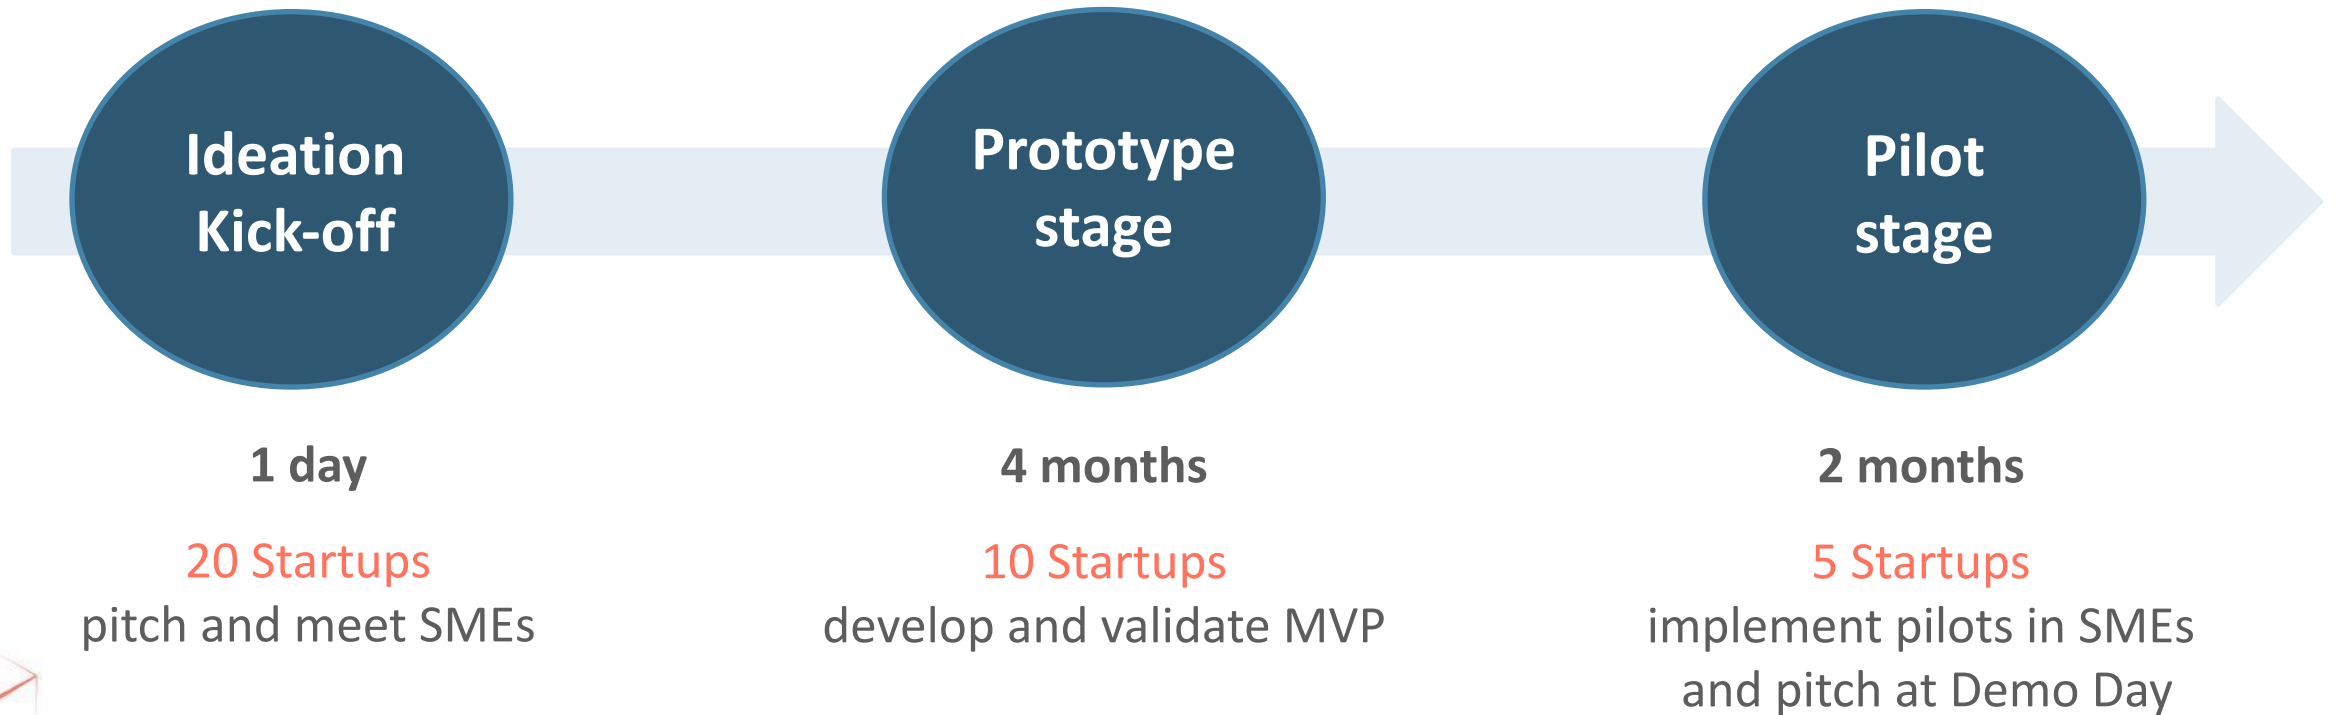 Ideation
Kick-off
Prototype
stage
Pilot
stage
1 day
4 months
2 months
20 Startups
pitch and meet SMEs
10 Startups
develop and validate MVP
5 Startups
implement pilots in SMEs
and pitch at Demo Day